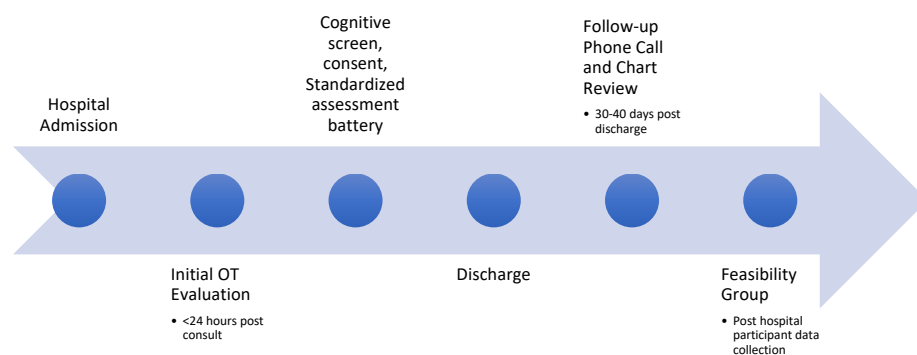 Hospital
Admission
Initial OT
Evaluation
• <24 hours post
consult
Cognitive
screen,
consent,
Standardized
assessment
battery
Discharge
Follow-up
Phone Call
and Chart
Review
• 30-40 days post
discharge
Feasibility
Group
• Post hospital
participant data
collection